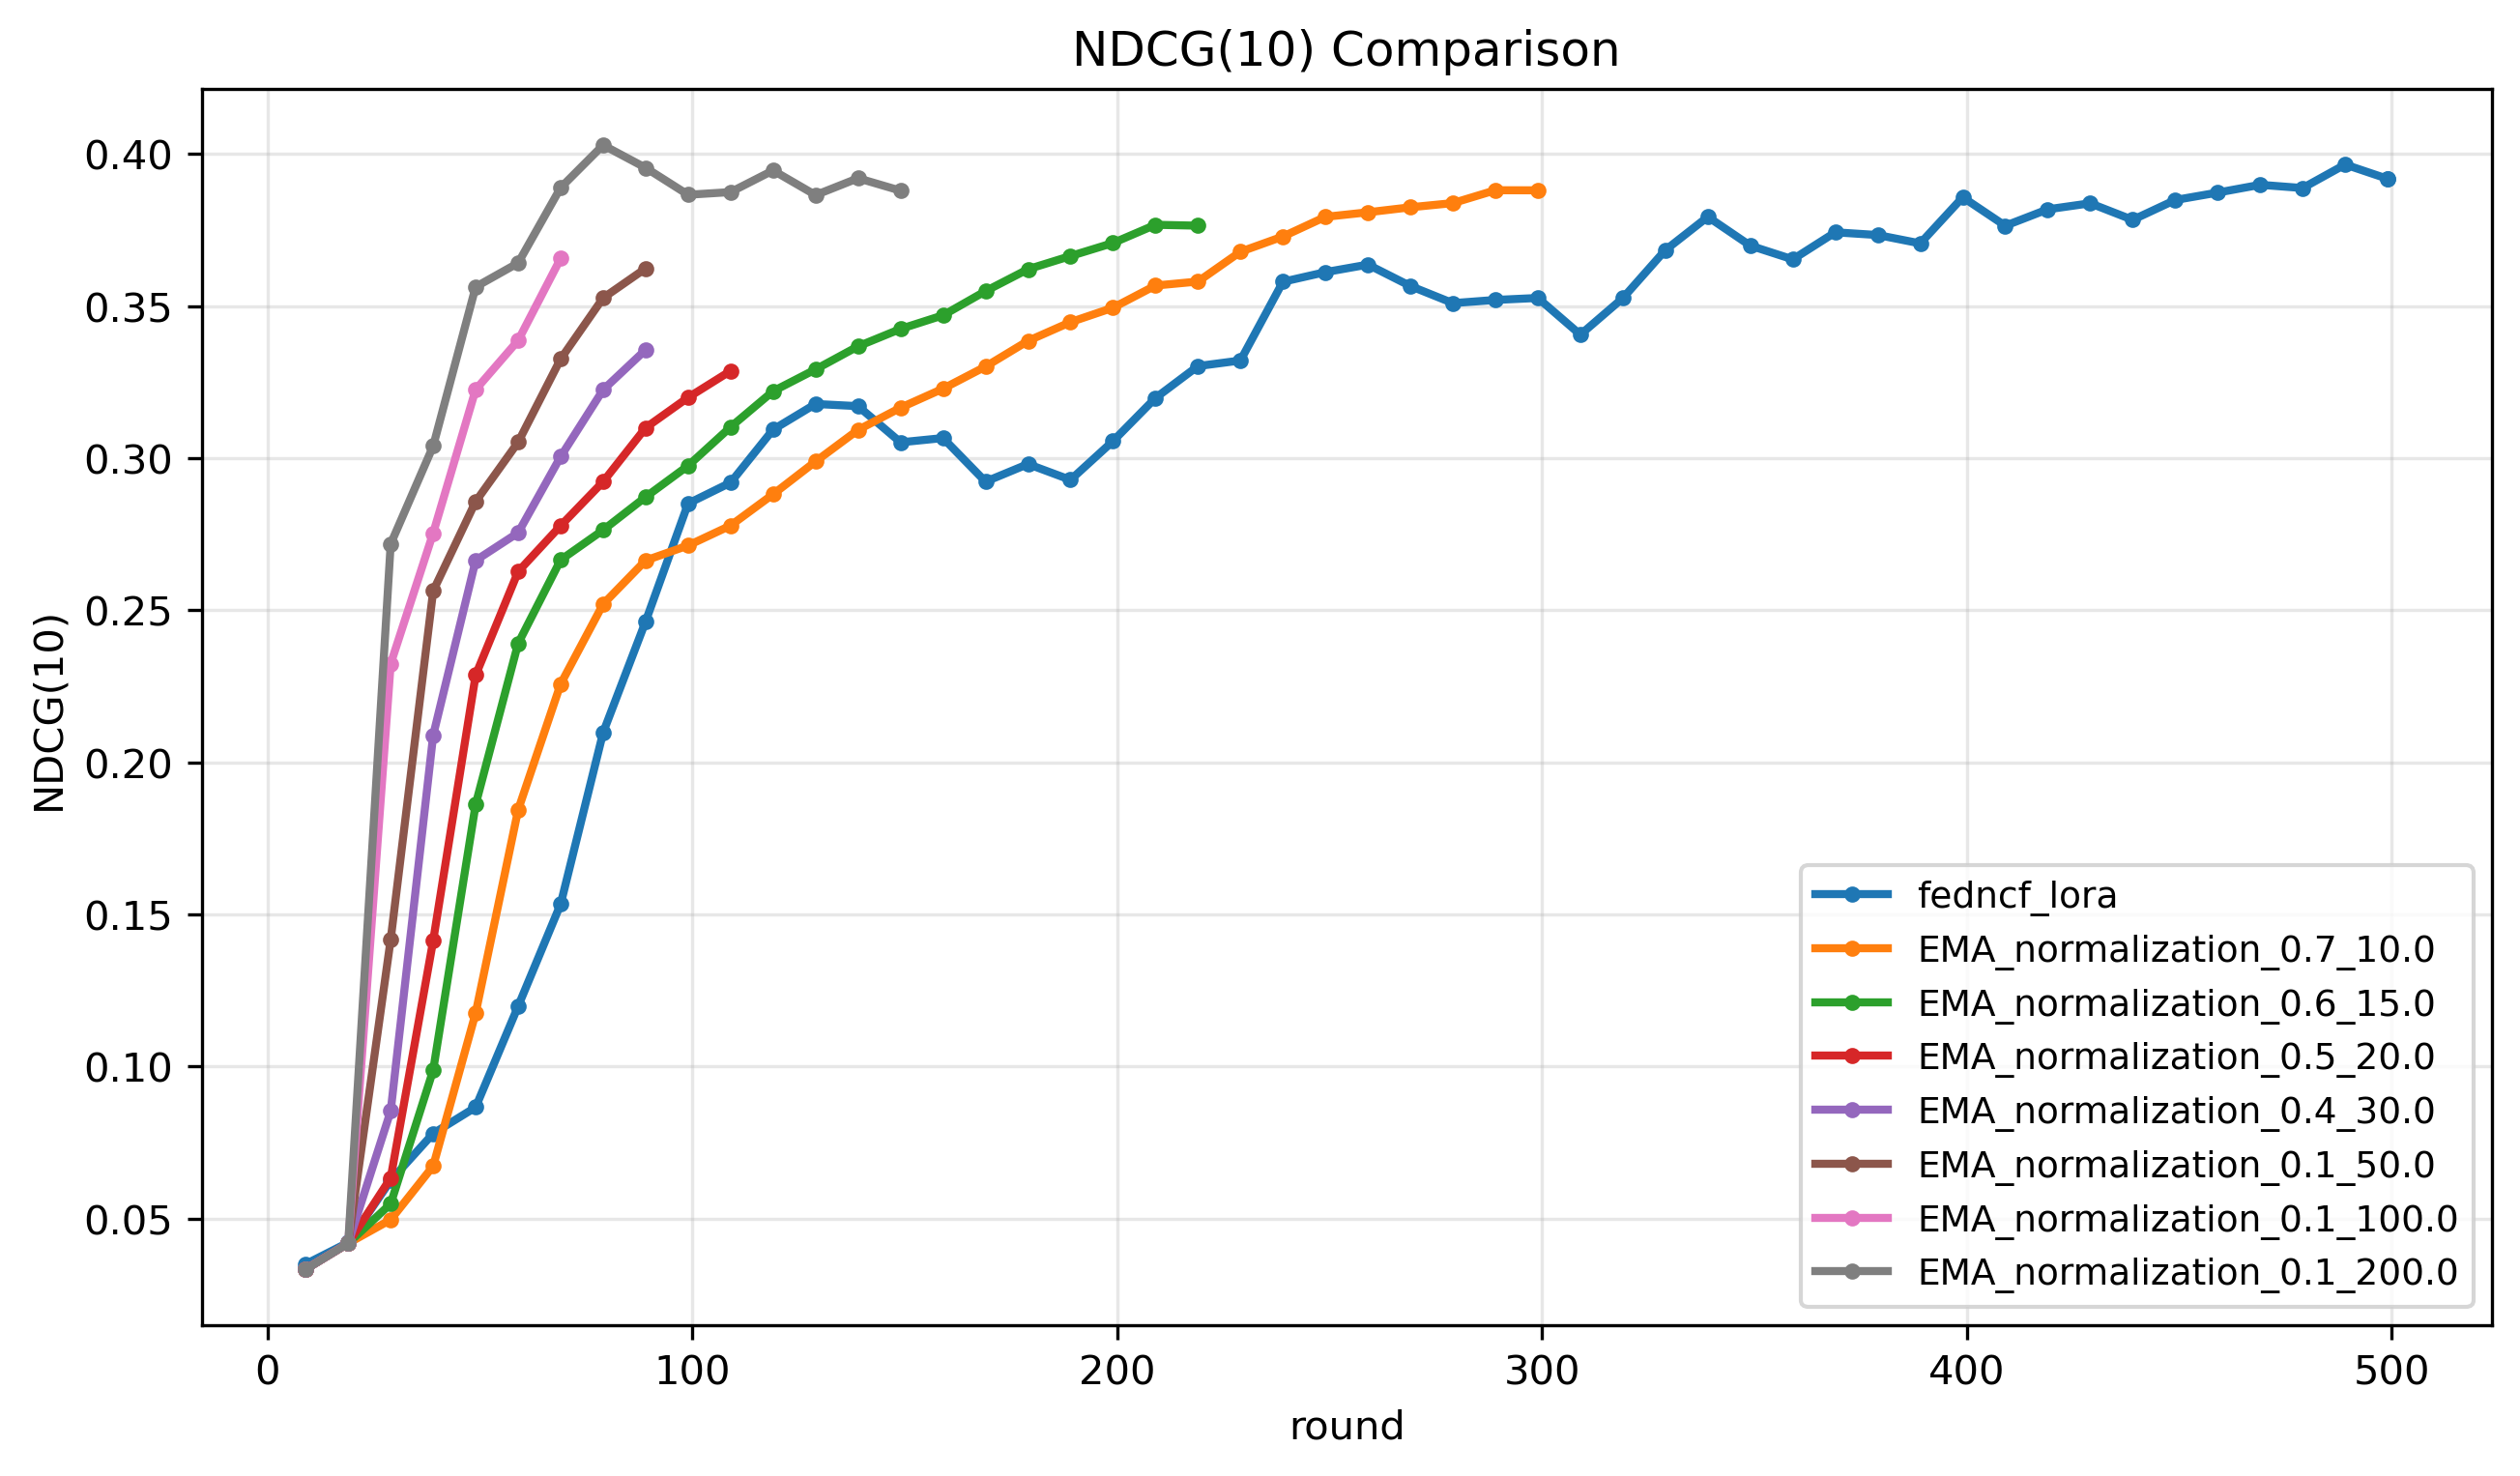 NDCG(10) Comparison
NDCG(10)
0.40
0.35
0.30
0.25
0.20
0.15
0.10
0.05
0
100
200
300
400
500
round
fedncf_lora
EMA_normalization_0.7_10.0
EMA_normalization_0.6_15.0
EMA_normalization_0.5_20.0
EMA_normalization_0.4_30.0
EMA_normalization_0.1_50.0
EMA_normalization_0.1_100.0
EMA_normalization_0.1_200.0